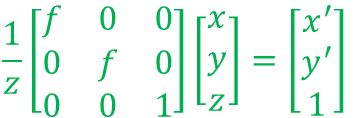 1/z [f 0 0; 0 f 0; 0 0 1] [x; y; z] = [x′; y′; 1]